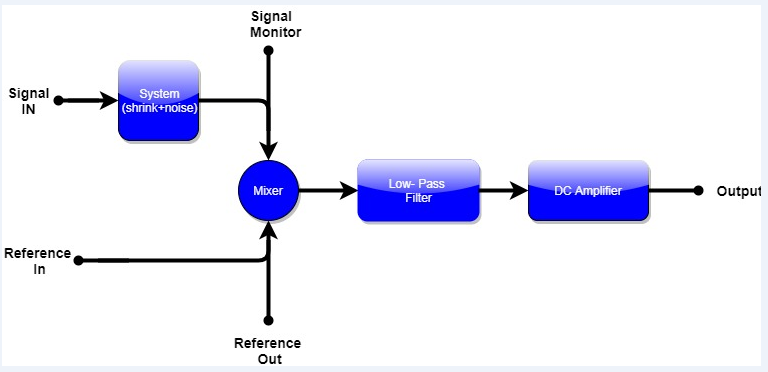 Signal
Monitor
Signal
IN
System
(shrink+noise)
Mixer
Low- Pass
Filter
DC Amplifier
Output
Reference
In
Reference
Out